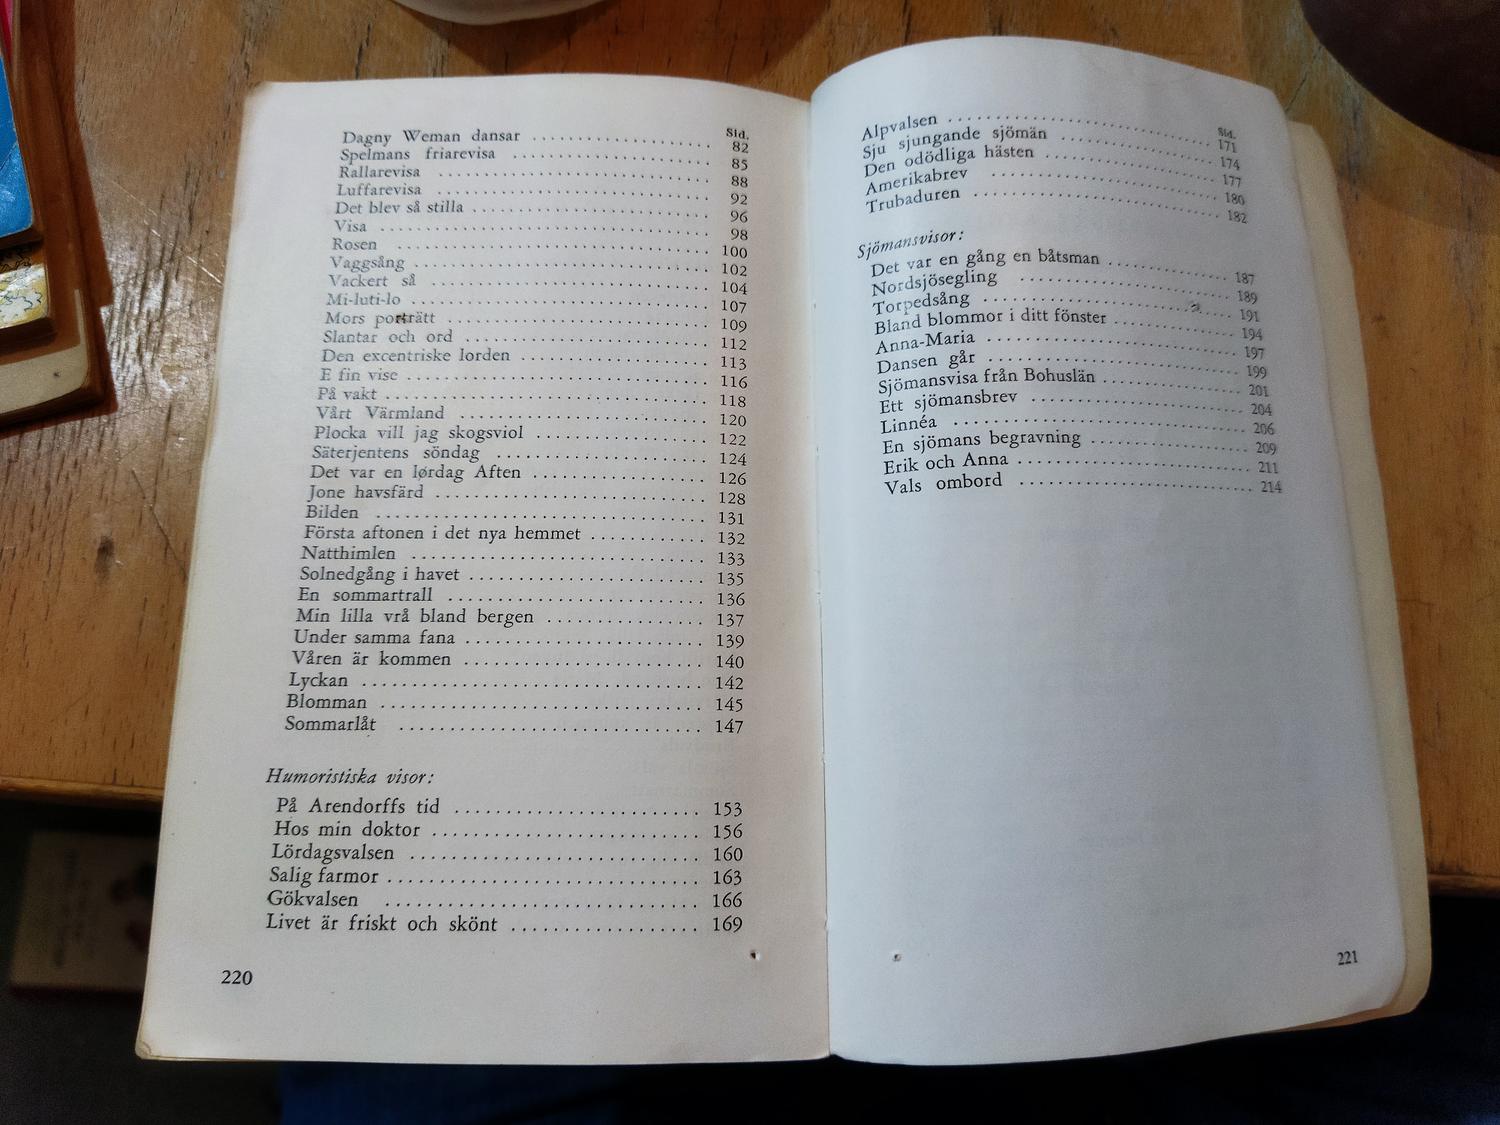 Sid.
Dagny Weman dansar .......................... 82
Spelmans friarevisa .......................... 85
Rallarevisa .......................... 88
Luffarevisa .......................... 92
Det blev så stilla .......................... 96
Visa .......................... 98
Rosen .......................... 100
Vaggsång .......................... 102
Vackert så .......................... 104
Mi-luti-lo .......................... 107
Mors porträtt .......................... 109
Slantar och ord .......................... 112
Den excentriske lorden .......................... 113
E fin vise .......................... 116
På vakt .......................... 118
Vårt Värmland .......................... 120
Plocka vill jag skogsviol .......................... 122
Säterjentens söndag .......................... 124
Det var en lørdag Aften .......................... 126
Jone havsfärd .......................... 128
Bilden .......................... 131
Första aftonen i det nya hemmet ............ 132
Natthimlen .......................... 133
Solnedgång i havet .......................... 135
En sommartrall .......................... 136
Min lilla vrå bland bergen ................ 137
Under samma fana .......................... 139
Våren är kommen .......................... 140
Lyckan .......................... 142
Blomman .......................... 145
Sommarlåt .......................... 147
Humoristiska visor:
På Arendorffs tid .......................... 153
Hos min doktor .......................... 156
Lördagsvalsen .......................... 160
Salig farmor .......................... 163
Gökvalsen .......................... 166
Livet är friskt och skönt .................. 169
220
Sid.
Alpvalsen .......................... 171
Sju sjungande sjömän .................. 174
Den odödliga hästen .................. 177
Amerikabrev .......................... 180
Trubaduren .......................... 182
Sjömansvisor:
Det var en gång en båtsman ............ 187
Nordsjösegling .......................... 189
Torpedsång .......................... 191
Bland blommor i ditt fönster ............ 194
Anna-Maria .......................... 197
Dansen går .......................... 199
Sjömansvisa från Bohuslän ............ 201
Ett sjömansbrev .......................... 204
Linnéa .......................... 206
En sjömans begravning .................. 209
Erik och Anna .......................... 211
Vals ombord .......................... 214
221